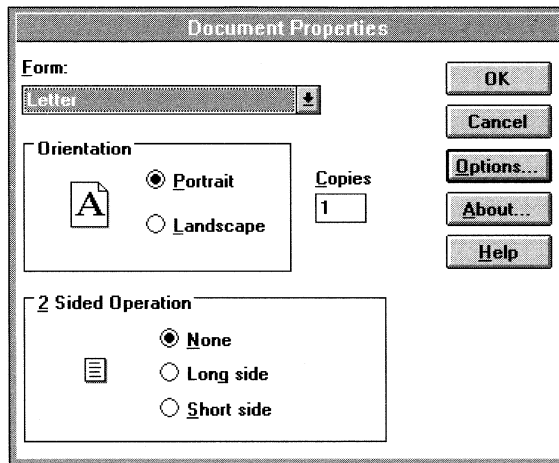 Document Properties
Form:
Letter
OK
Cancel
Options...
About...
Help
Orientation
A
Portrait
Landscape
Copies
1
2 Sided Operation
None
Long side
Short side